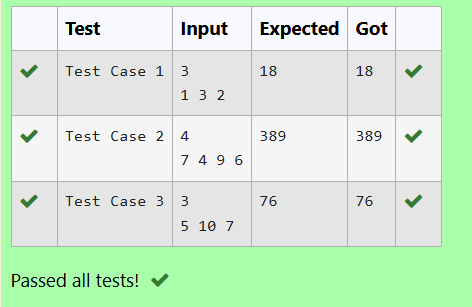 Test Input Expected Got
Test Case 1 3 18 18
1 3 2
Test Case 2 4 389 389
7 4 9 6
Test Case 3 3 76 76
5 10 7
Passed all tests!